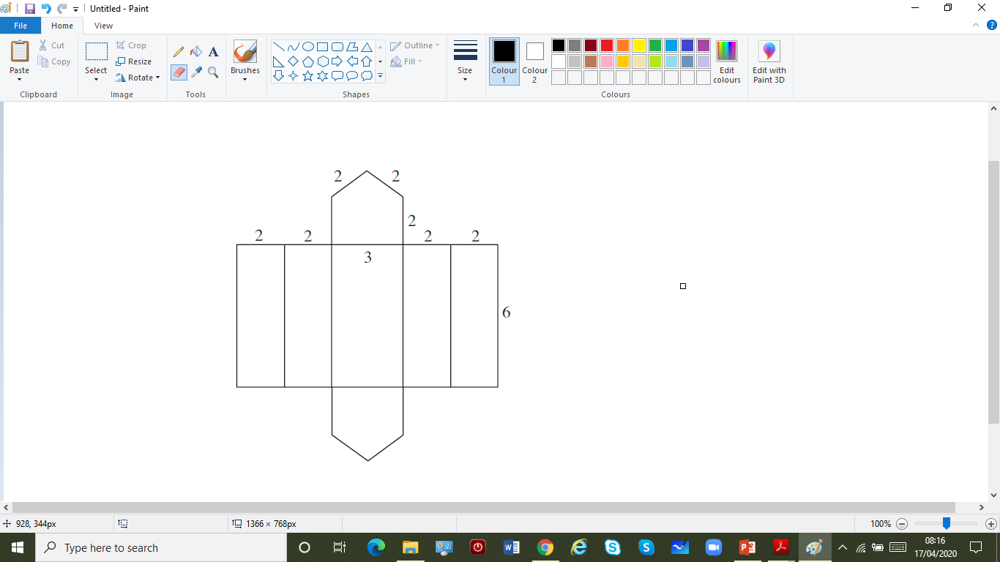 Untitled - Paint
File Home View
Paste
Cut
Copy
Clipboard
Select
Crop
Resize
Rotate
Image
A
Tools
Brushes
Shapes
Outline
Fill
Size
Colour 1
Colour 2
Edit colours
Colours
Edit with Paint 3D
2 2
2
2 2 2 2
3
6
928, 344px
1366 × 768px
100%
Type here to search
08:16
17/04/2020